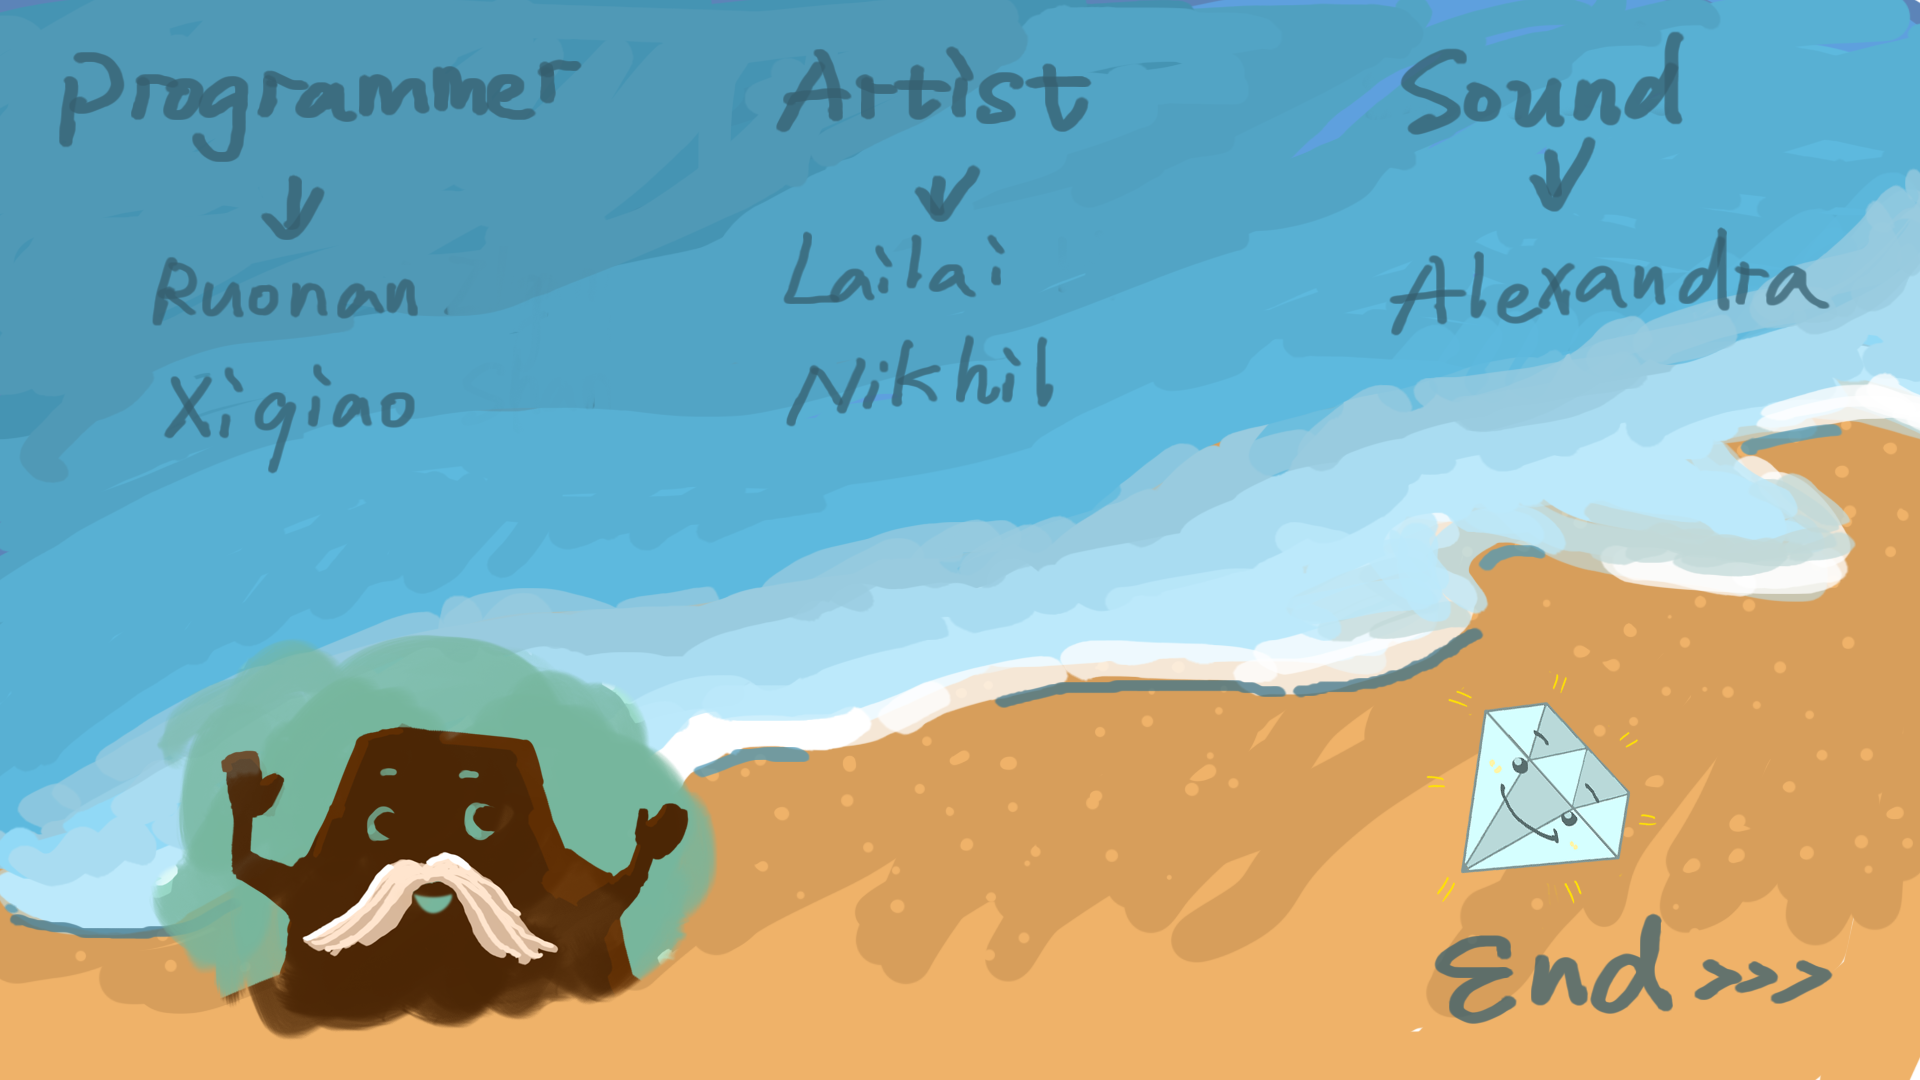 Programmer
Ruonan
Xiqiao
Artist
Lailai
Nikhil
Sound
Alexandra
End >>>